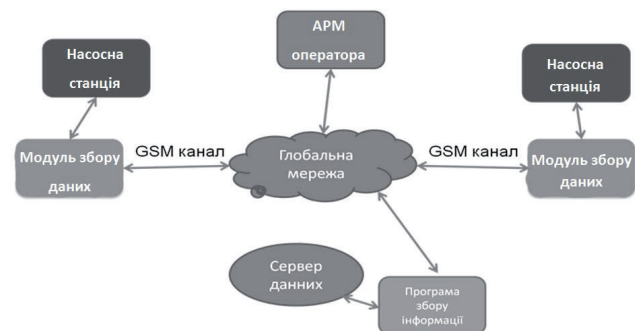 АРМ
оператора
Насосна
станція
Насосна
станція
GSM канал
Глобальна
мережа
GSM канал
Модуль збору
даних
Модуль збору
даних
Сервер
данних
Програма
збору
інформації